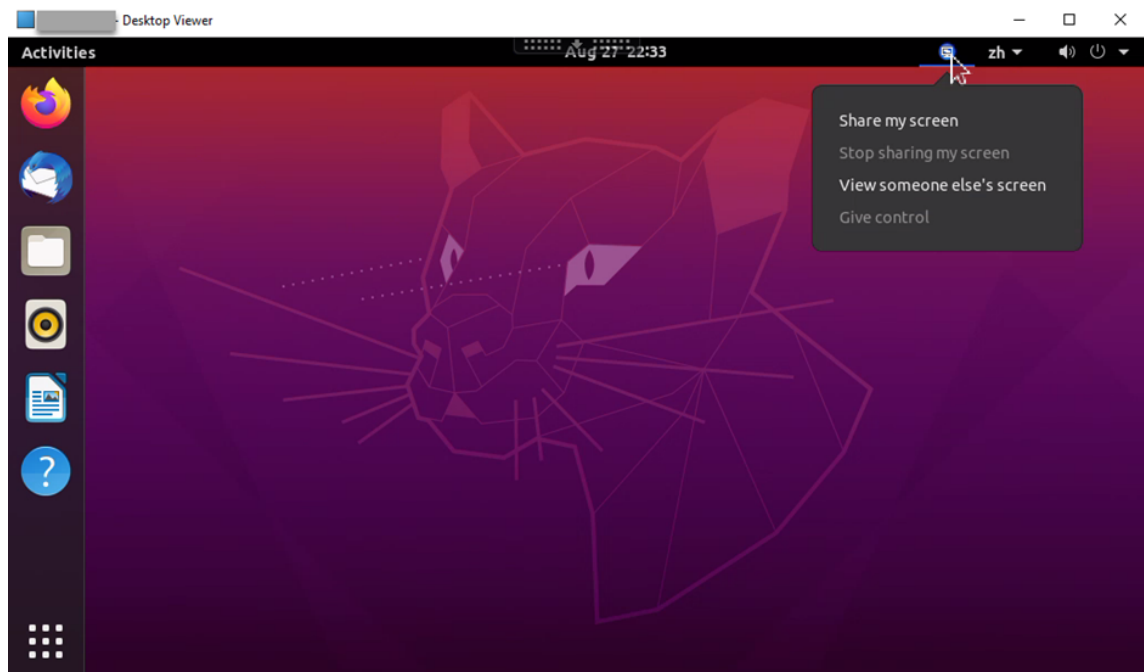 - Desktop Viewer
Activities
Aug 27 22:33
zh
Share my screen
Stop sharing my screen
View someone else's screen
Give control
?